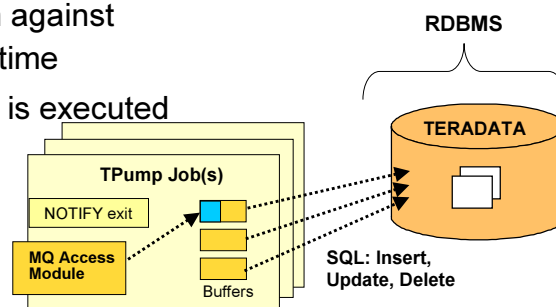 against
time
is executed
RDBMS
TERADATA
TPump Job(s)
NOTIFY exit
MQ Access
Module
Buffers
SQL: Insert,
Update, Delete